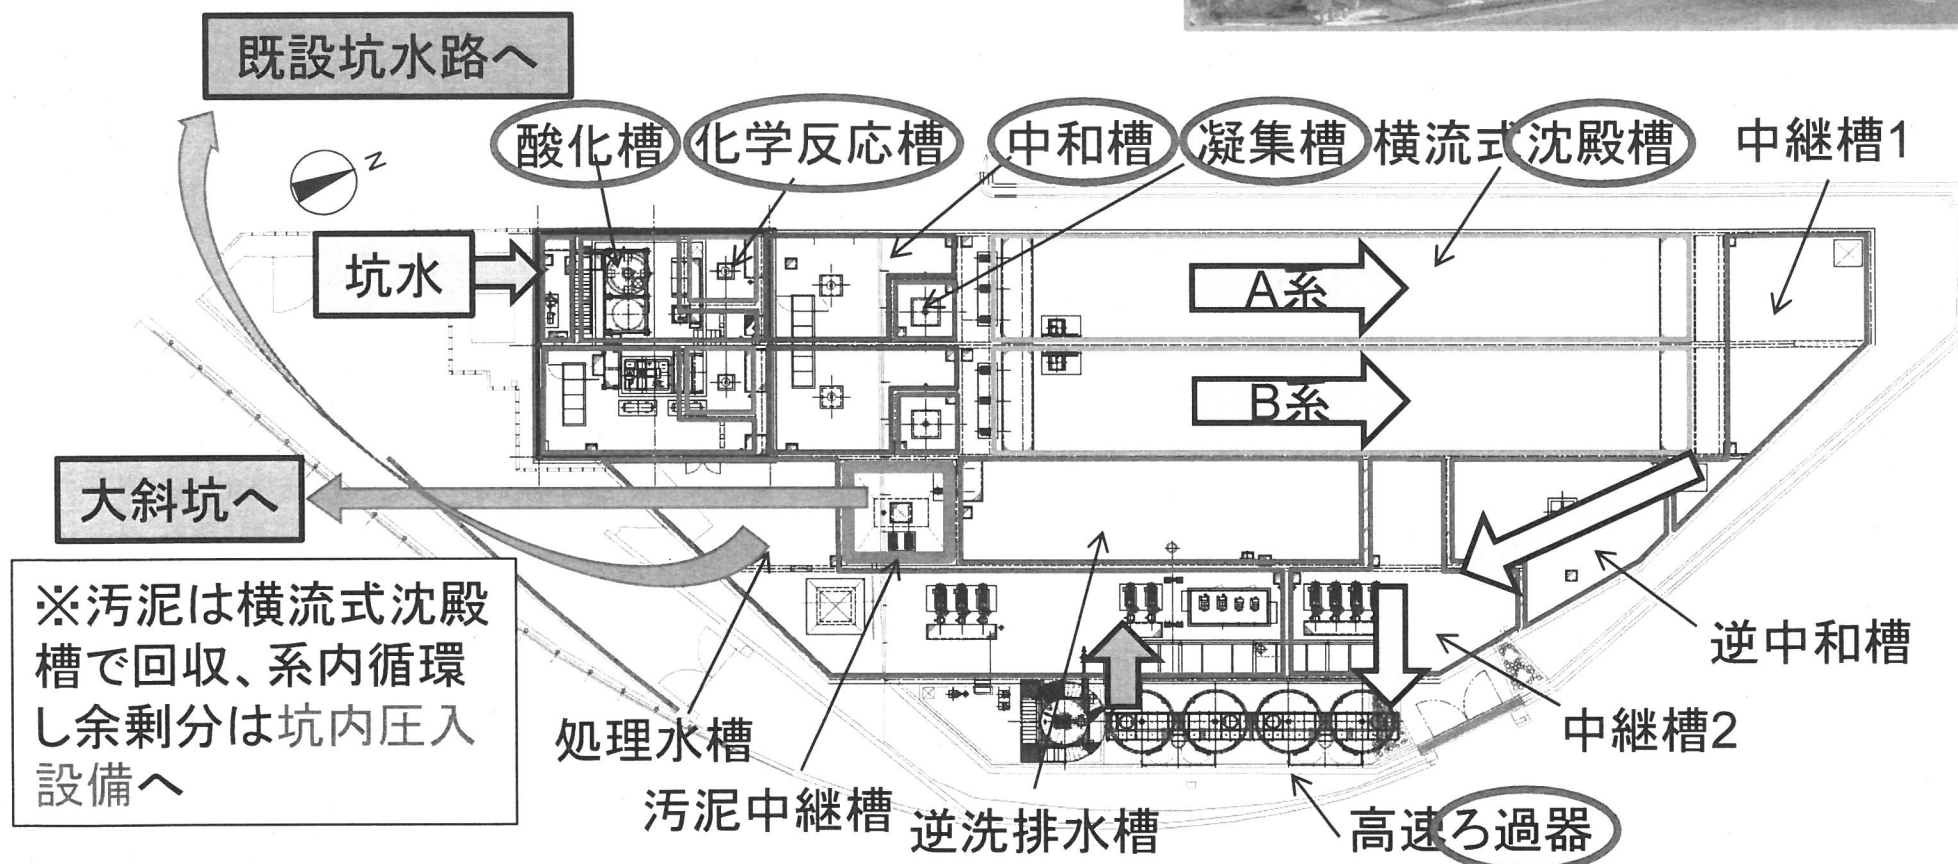 既設坑水路へ
酸化槽
化学反応槽
中和槽
凝集槽
横流式沈殿槽
中継槽1
N
坑水
A系
B系
大斜坑へ
※汚泥は横流式沈殿
槽で回収、系内循環
し余剰分は坑内圧入
設備へ
逆中和槽
中継槽2
処理水槽
汚泥中継槽
逆洗排水槽
高速ろ過器